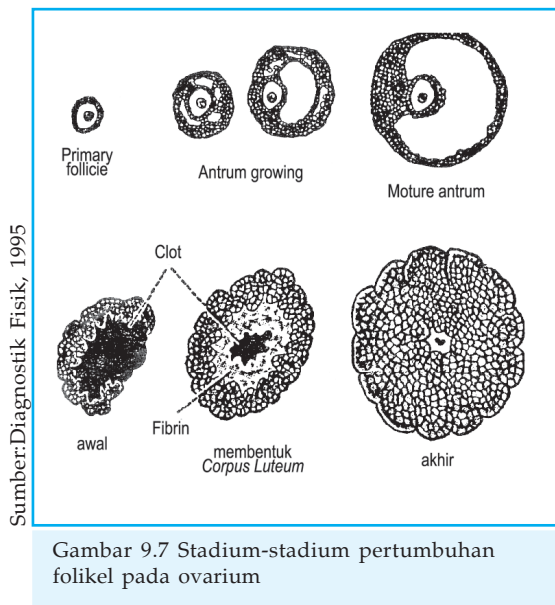 Primary
follicie
Antrum growing
Moture antrum
Clot
Fibrin
awal
membentuk
Corpus Luteum
akhir
Sumber:Diagnostik Fisik, 1995
Gambar 9.7 Stadium-stadium pertumbuhan
folikel pada ovarium